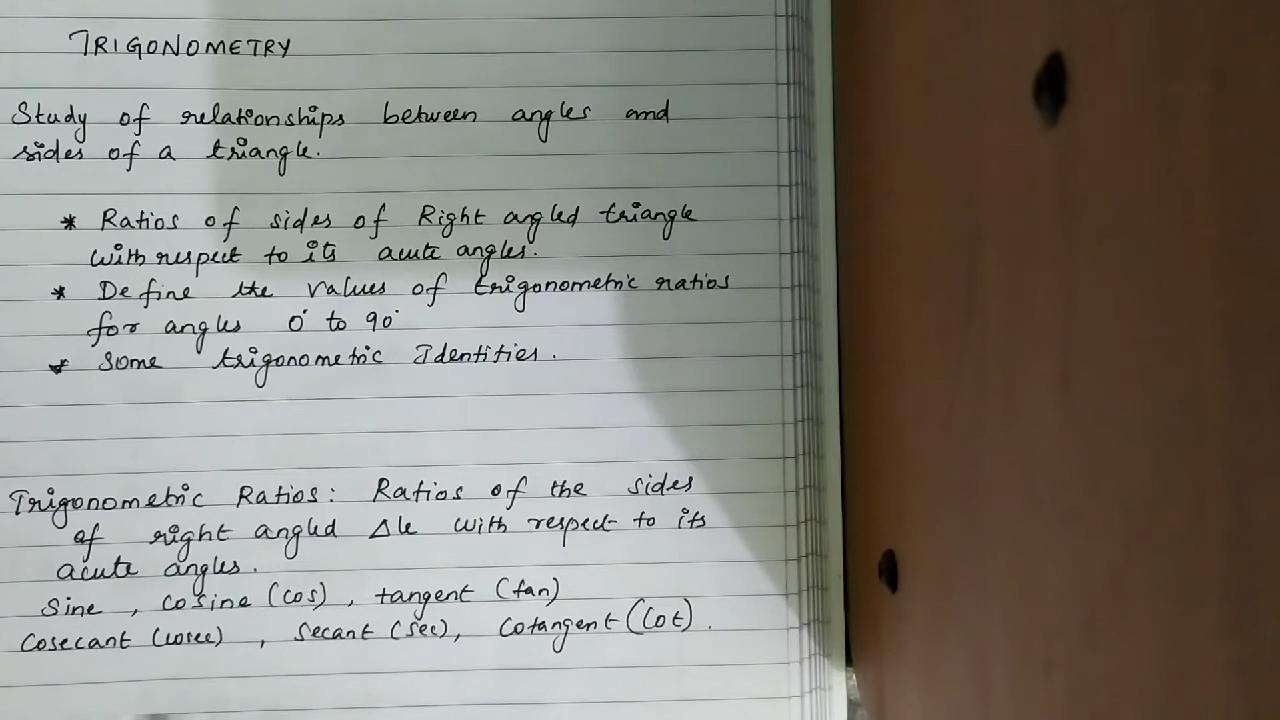 TRIGONOMETRY
Study of relationships between angles and
sides of a triangle.
* Ratios of sides of Right angled triangle
with respect to its acute angles.
* Define the values of trigonometric ratios
for angles 0° to 90°
* Some trigonometric Identities.
Trigonometric Ratios: Ratios of the sides
of right angled Δle with respect to its
acute angles.
Sine, Cosine (cos), tangent (tan)
Cosecant (cosec), Secant (sec), Cotangent (Cot).